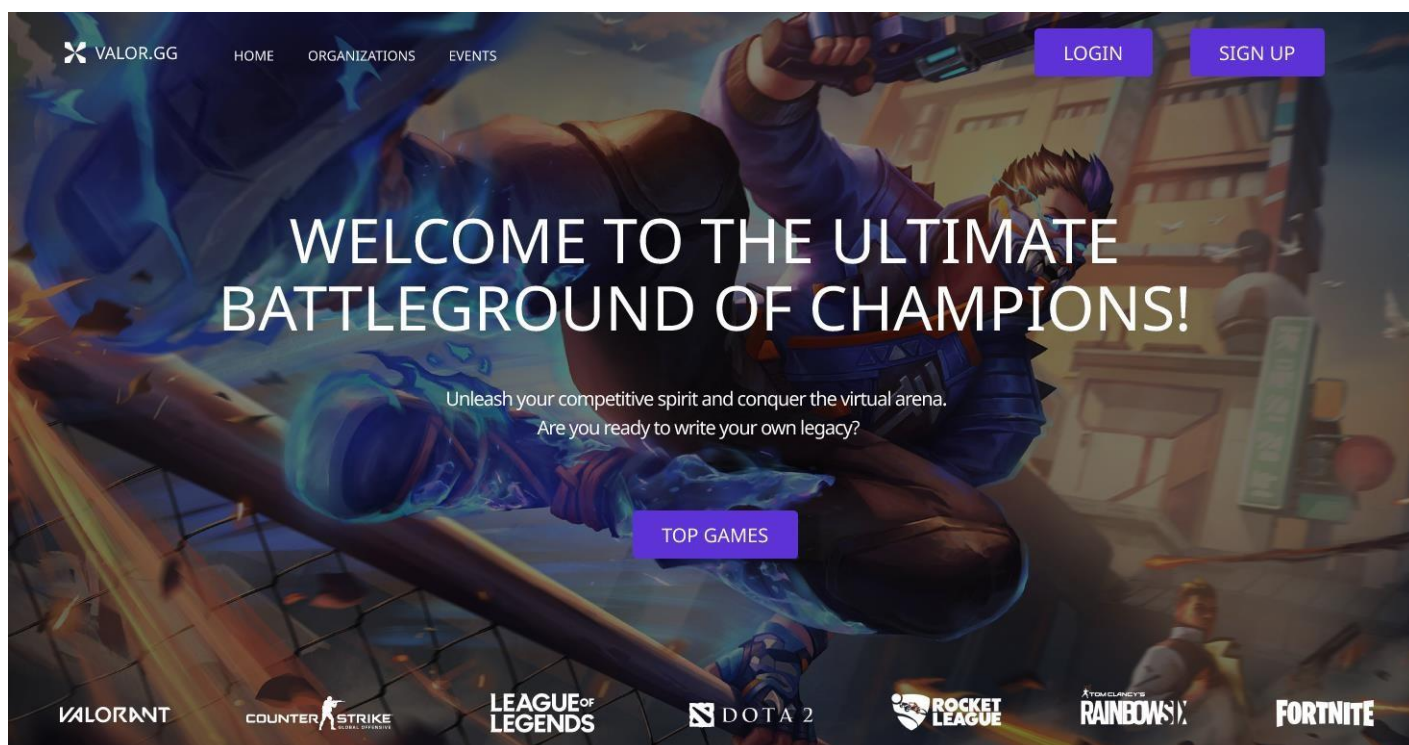 VALOR.GG
HOME
ORGANIZATIONS
EVENTS
LOGIN
SIGN UP
WELCOME TO THE ULTIMATE
BATTLEGROUND OF CHAMPIONS!
Unleash your competitive spirit and conquer the virtual arena.
Are you ready to write your own legacy?
TOP GAMES
VALORANT
COUNTER STRIKE
GLOBAL OFFENSIVE
LEAGUE OF
LEGENDS
DOTA 2
ROCKET
LEAGUE
TOM CLANCY'S
RAINBOW SIX
FORTNITE